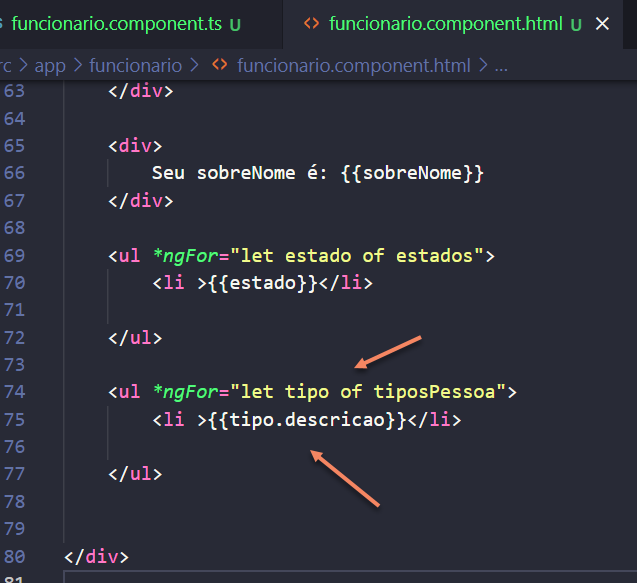 funcionario.component.ts U
<> funcionario.component.html U ×
rc > app > funcionario > <> funcionario.component.html > ...
63 </div>
64
65 <div>
66 Seu sobreNome é: {{sobreNome}}
67 </div>
68
69 <ul *ngFor="let estado of estados">
70 <li >{{estado}}</li>
71
72 </ul>
73
74 <ul *ngFor="let tipo of tiposPessoa">
75 <li >{{tipo.descricao}}</li>
76
77 </ul>
78
79
80 </div>
81